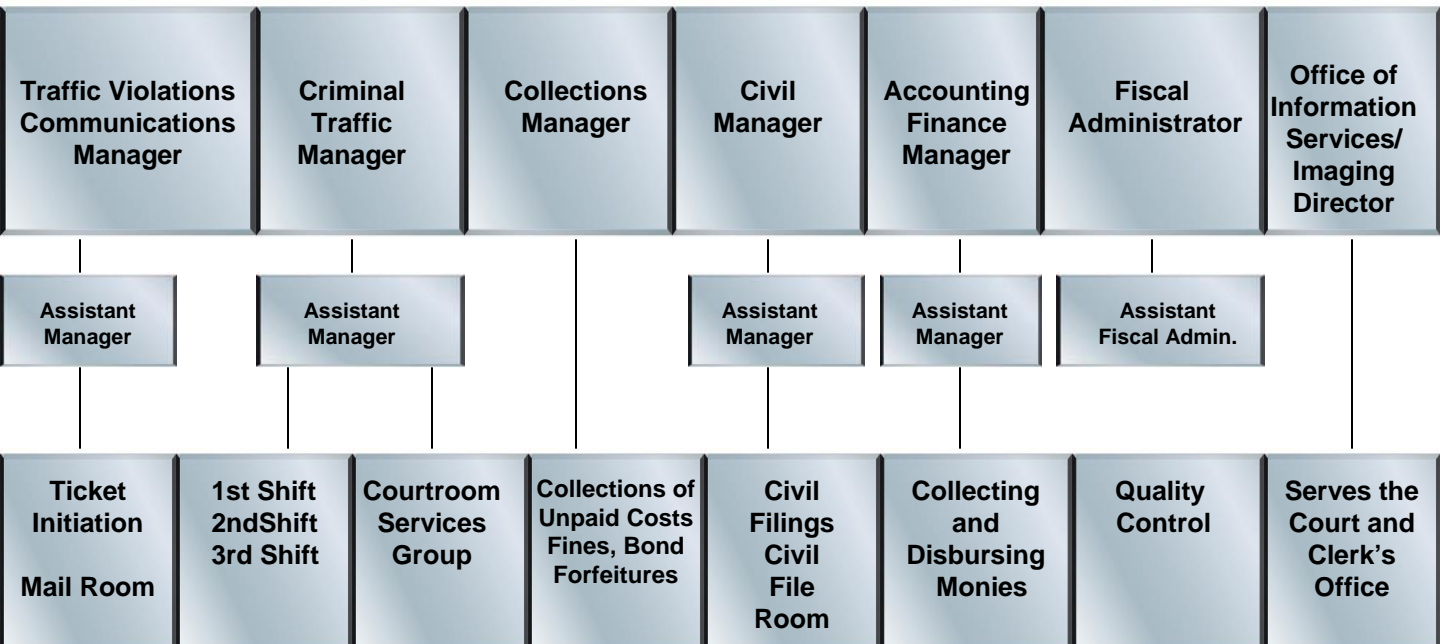 Traffic Violations
Communications
Manager
Criminal
Traffic
Manager
Collections
Manager
Civil
Manager
Accounting
Finance
Manager
Fiscal
Administrator
Office of
Information
Services/
Imaging
Director
Assistant
Manager
Assistant
Manager
Assistant
Manager
Assistant
Manager
Assistant
Fiscal Admin.
Ticket
Initiation
Mail Room
1st Shift
2ndShift
3rd Shift
Courtroom
Services
Group
Collections of
Unpaid Costs
Fines, Bond
Forfeitures
Civil
Filings
Civil
File
Room
Collecting
and
Disbursing
Monies
Quality
Control
Serves the
Court and
Clerk's
Office